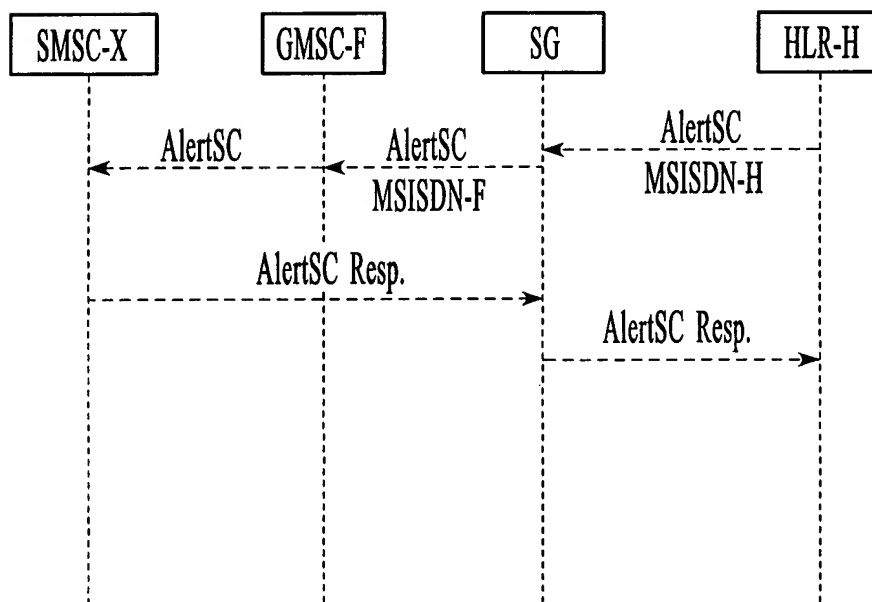 SMSC-X
GMSC-F
SG
HLR-H
AlertSC
AlertSC
AlertSC
MSISDN-F
MSISDN-H
AlertSC Resp.
AlertSC Resp.